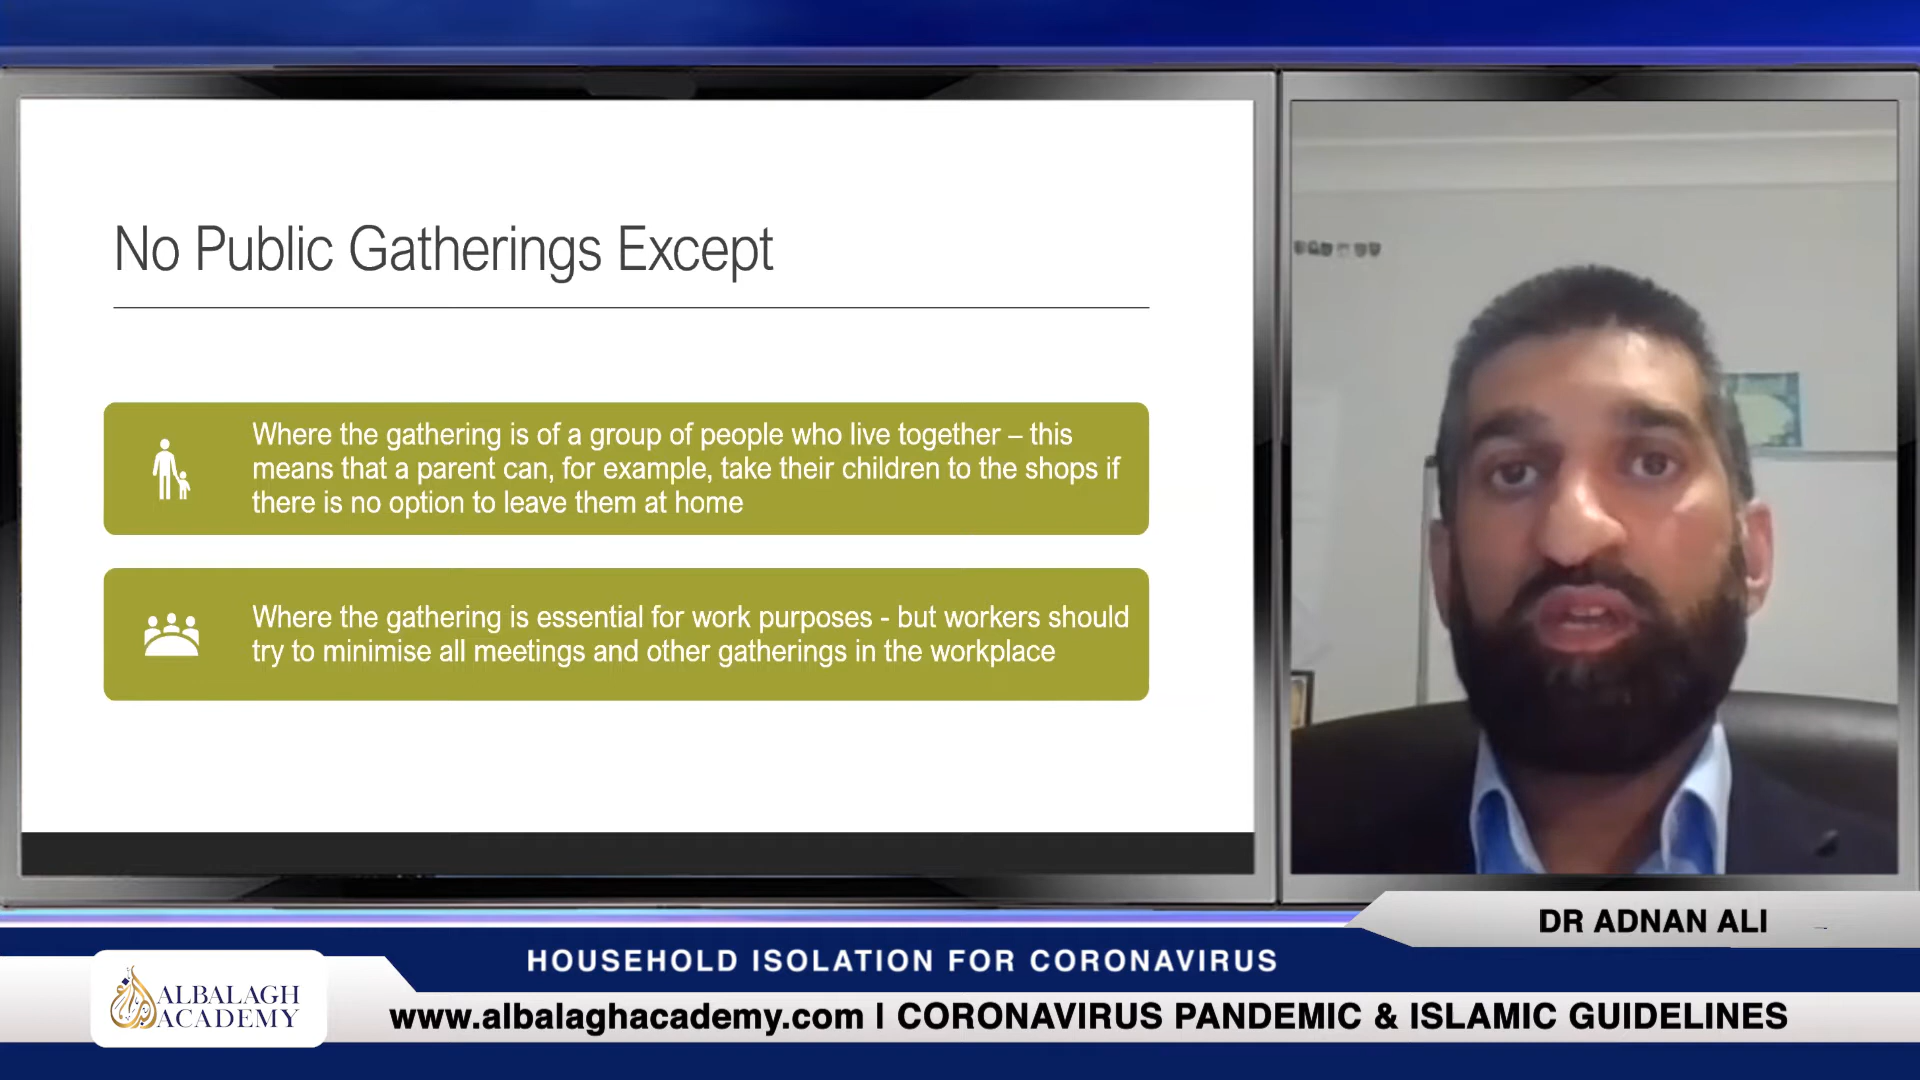 No Public Gatherings Except
Where the gathering is of a group of people who live together – this
means that a parent can, for example, take their children to the shops if
there is no option to leave them at home
Where the gathering is essential for work purposes - but workers should
try to minimise all meetings and other gatherings in the workplace
DR ADNAN ALI
HOUSEHOLD ISOLATION FOR CORONAVIRUS
ALBALAGH
ACADEMY
www.albalaghacademy.com I CORONAVIRUS PANDEMIC & ISLAMIC GUIDELINES